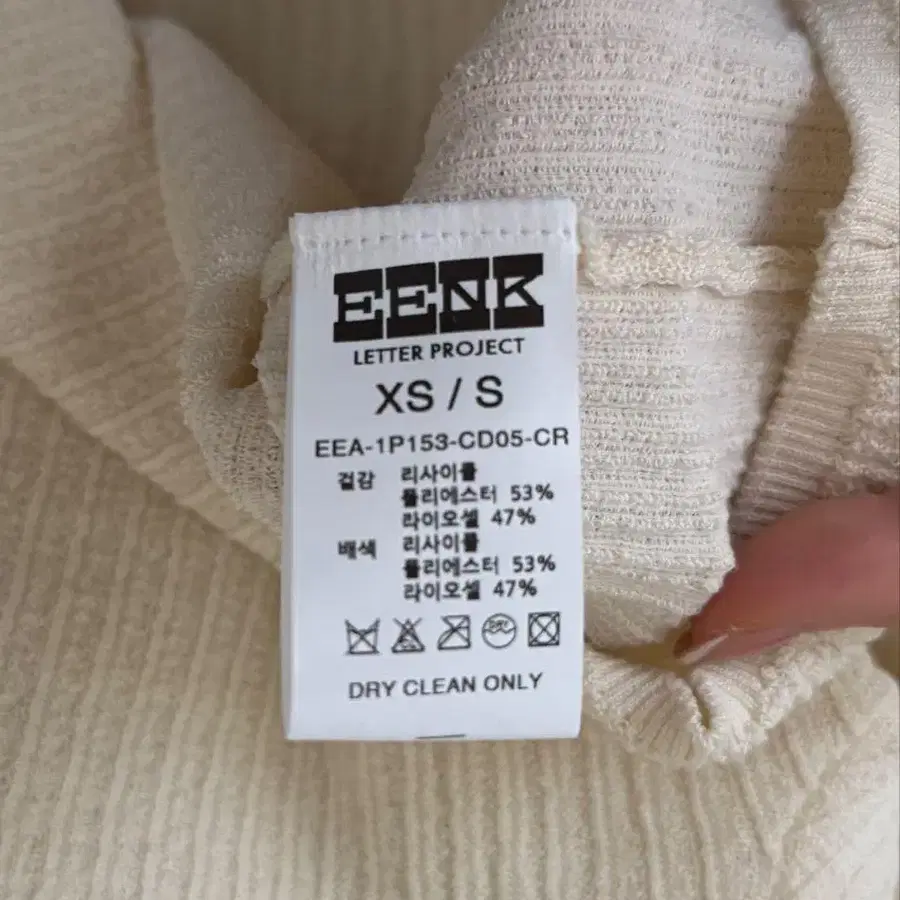 EENK
LETTER PROJECT
XS / S
EEA-1P153-CD05-CR
겉감 리사이클
폴리에스터 53%
라이오셀 47%
배색 리사이클
폴리에스터 53%
라이오셀 47%
DRY CLEAN ONLY